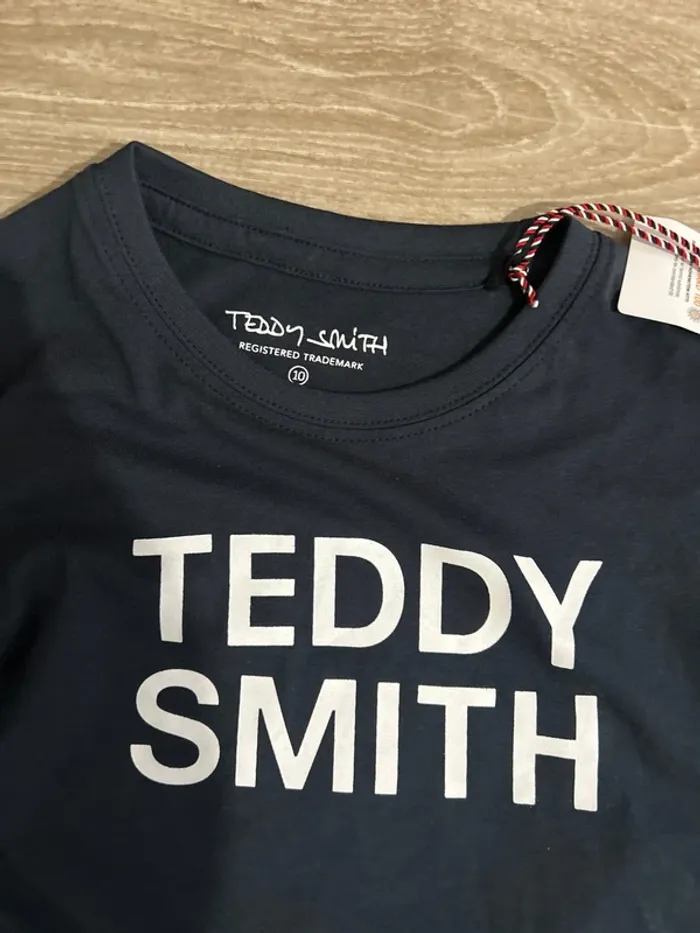 TEDDY SMITH
REGISTERED TRADEMARK
10
TEDDY
SMITH